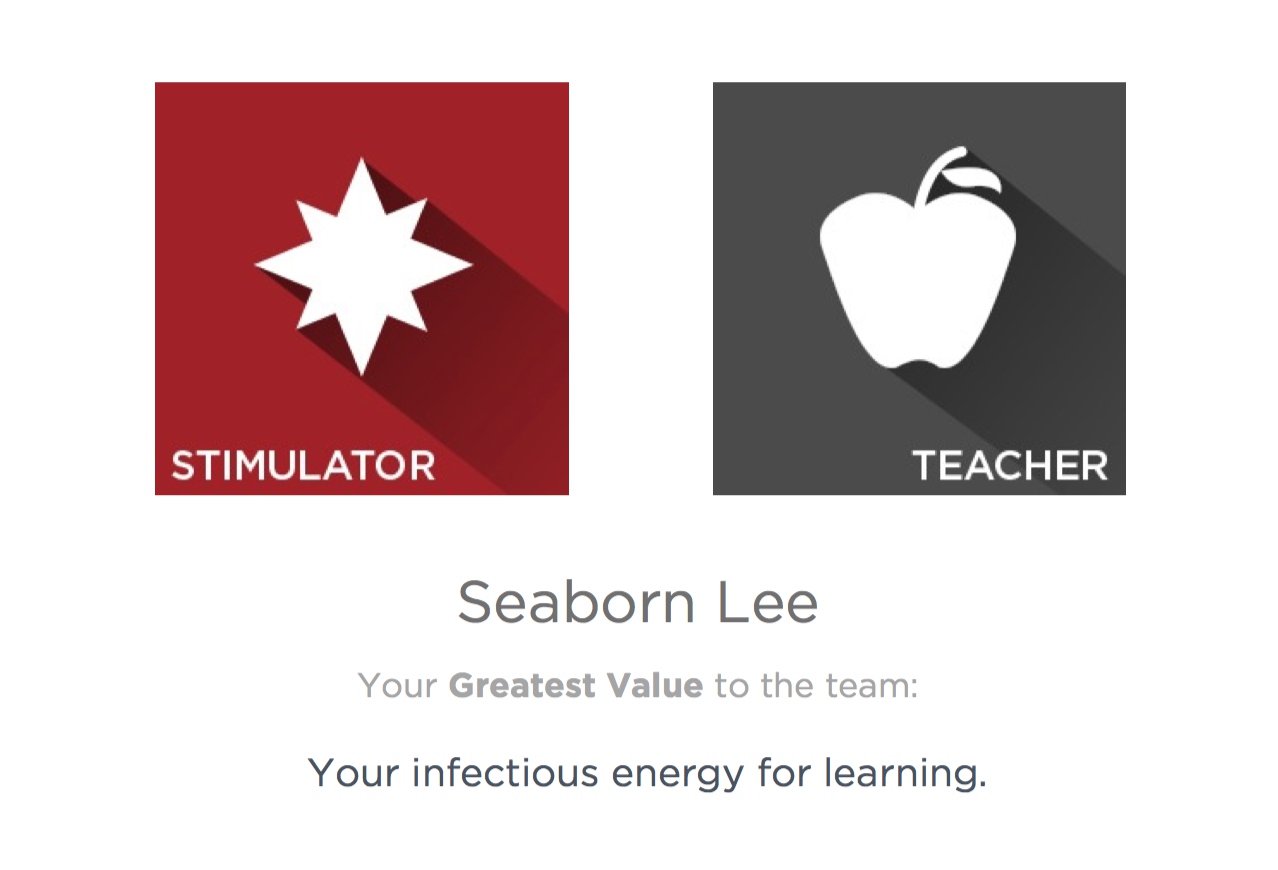 STIMULATOR
TEACHER
Seaborn Lee
Your Greatest Value to the team:
Your infectious energy for learning.